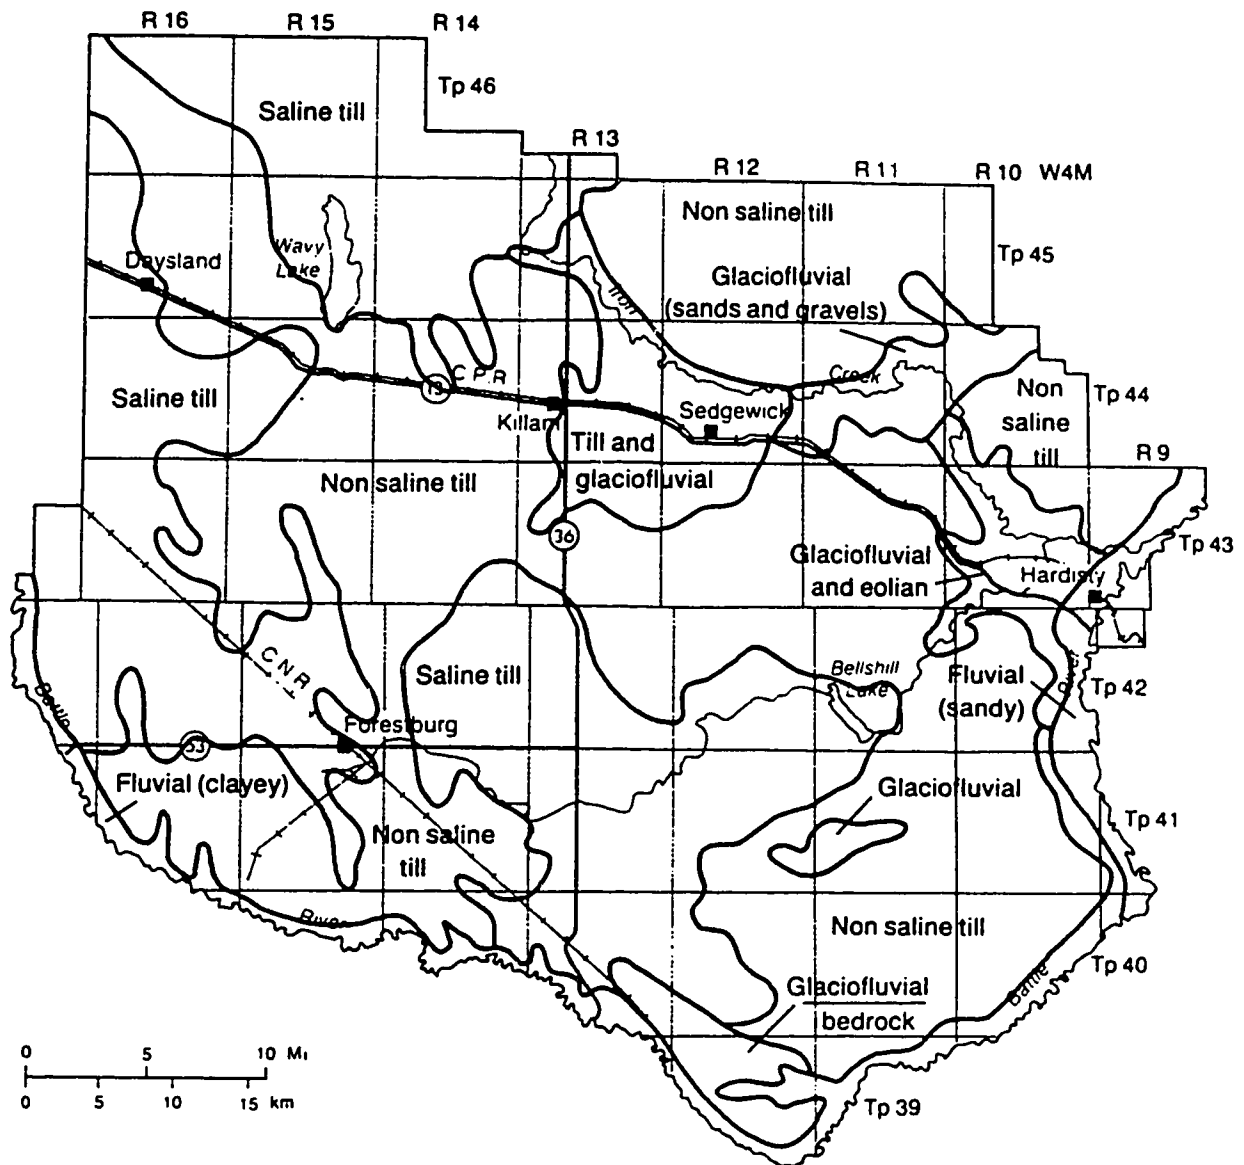 R 16
R 15
R 14
Tp 46
Saline till
R 13
R 12
R 11
R 10 W4M
Non saline till
Wavy
Lake
Daysland
Tp 45
Glaciofluvial
(sands and gravels)
Iron
Creek
13
C.P.R
Saline till
Killam
Sedgewick
Non
saline
till
Tp 44
Till and
glaciofluvial
R 9
Non saline till
36
Tp 43
Glaciofluvial
and eolian
Hardisty
C.N.R
Saline till
Bellshill
Lake
Fluvial
(sandy)
River
Tp 42
Battle
53
Forestburg
Fluvial (clayey)
Glaciofluvial
Tp 41
Non saline
till
River
Non saline till
Tp 40
Battle
Glaciofluvial
bedrock
0 5 10 Mi
0 5 10 15 km
Tp 39